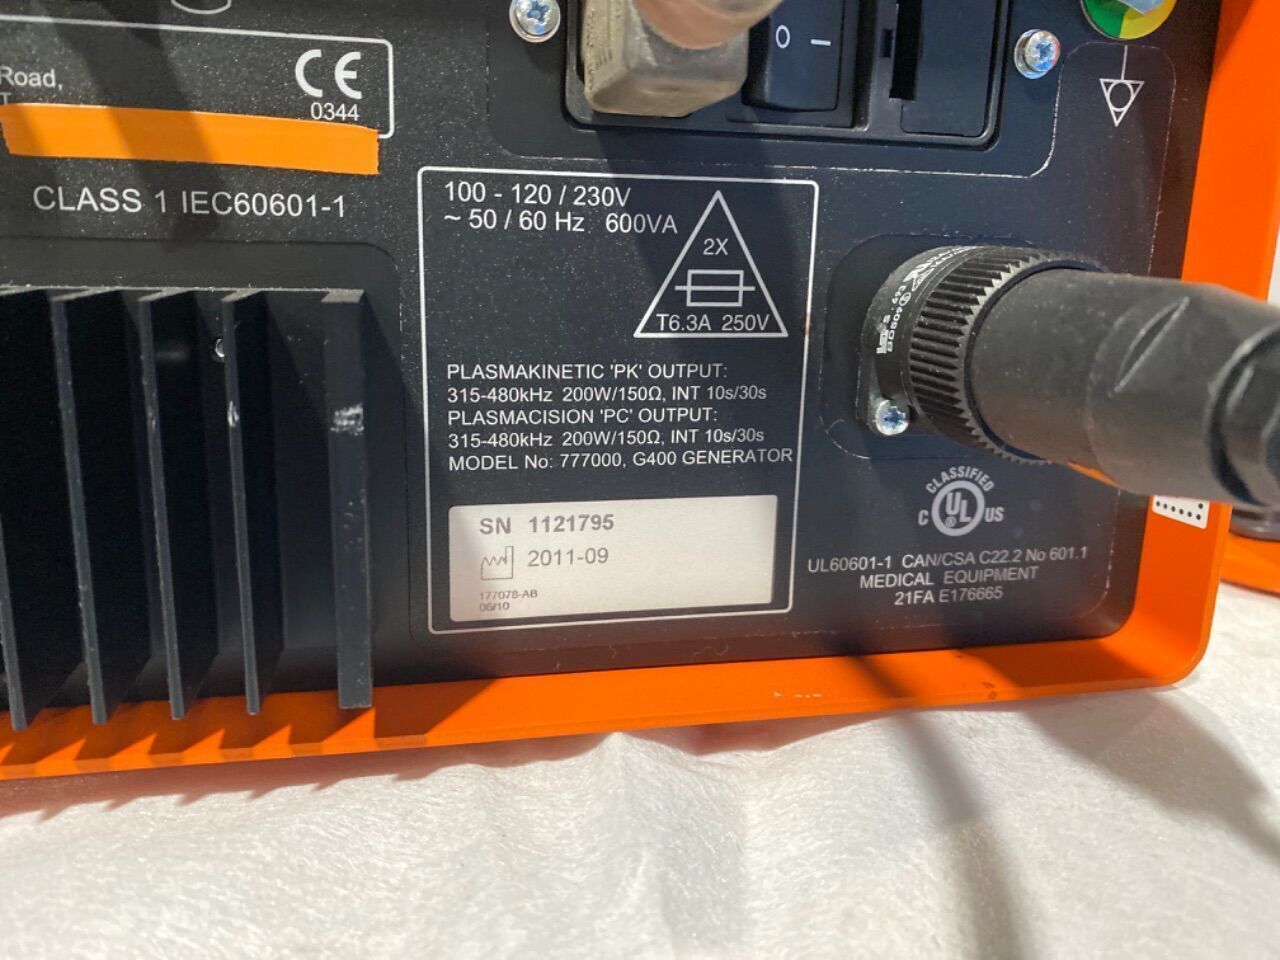 Road,
CE
0344
CLASS 1 IEC60601-1
100 - 120 / 230V
~ 50 / 60 Hz 600VA
2X
T6.3A 250V
PLASMAKINETIC 'PK' OUTPUT:
315-480kHz 200W/150Ω, INT 10s/30s
PLASMACISION 'PC' OUTPUT:
315-480kHz 200W/150Ω, INT 10s/30s
MODEL No: 777000, G400 GENERATOR
SN 1121795
2011-09
177078-AB
06/10
O I
CLASSIFIED
C UL US
®
UL60601-1 CAN/CSA C22.2 No 601.1
MEDICAL EQUIPMENT
21FA E176665